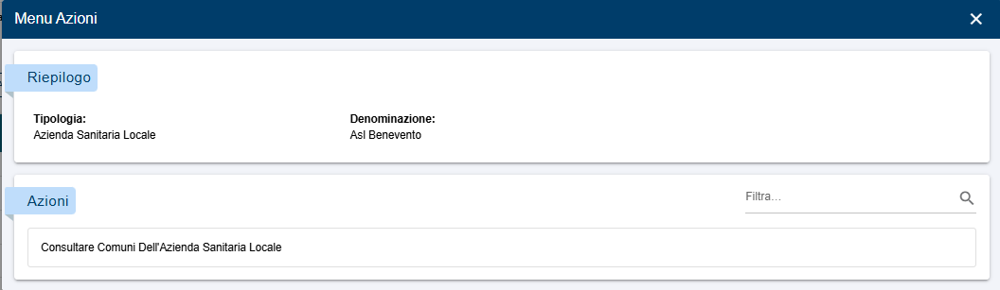 Menu Azioni
Riepilogo
Tipologia: Denominazione:
Azienda Sanitaria Locale Asl Benevento
Azioni
Filtra...
Consultare Comuni Dell'Azienda Sanitaria Locale